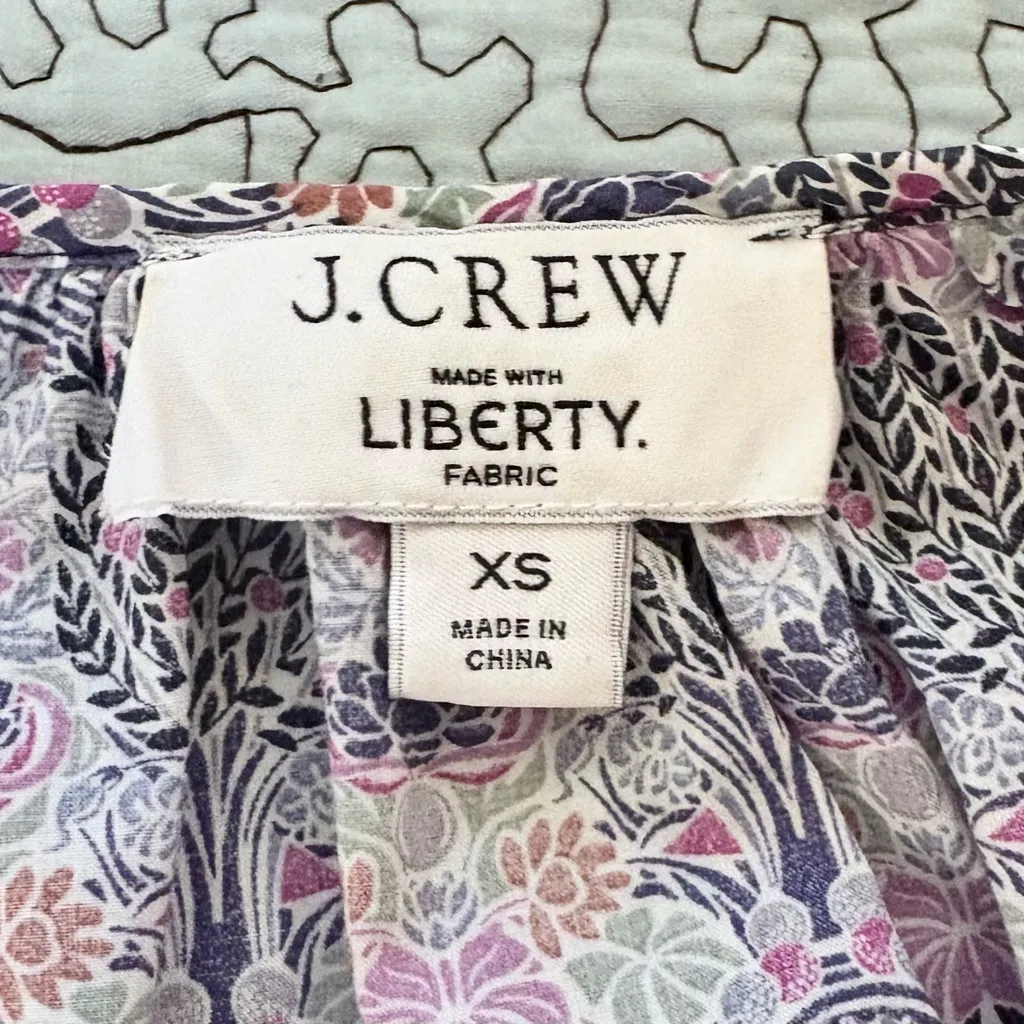 J.CREW
MADE WITH
LIBERTY.
FABRIC
XS
MADE IN
CHINA